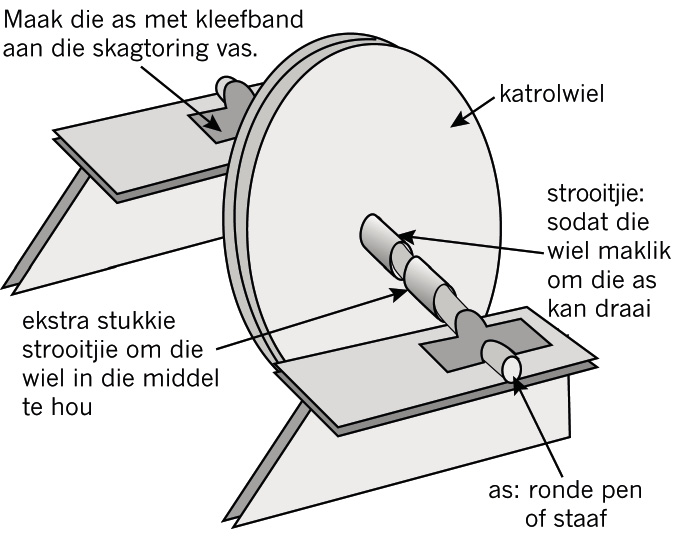 Maak die as met kleefband
aan die skagtoring vas.
katrolwiel
strooitjie:
sodat die
wiel maklik
om die as
kan draai
ekstra stukkie
strooitjie om die
wiel in die middel
te hou
as: ronde pen
of staaf